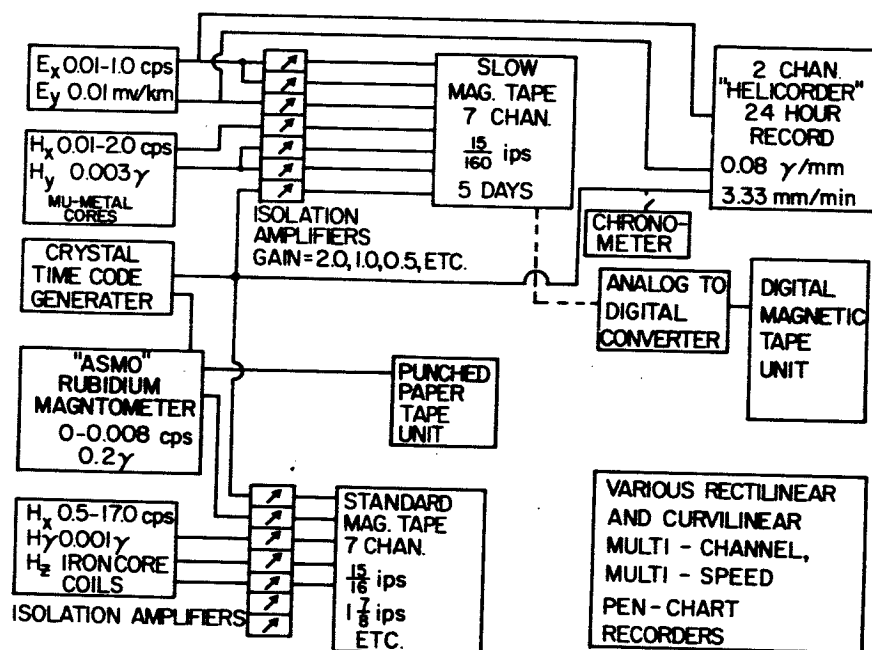 Ex 0.01-1.0 cps
Ey 0.01 mv/km
Hx 0.01-2.0 cps
Hy 0.003γ
MU-METAL
CORES
CRYSTAL
TIME CODE
GENERATER
"ASMO"
RUBIDIUM
MAGNTOMETER
0-0.008 cps
0.2γ
Hx 0.5-17.0 cps
Hγ 0.001γ
Hz IRON CORE
COILS
ISOLATION AMPLIFIERS
ISOLATION
AMPLIFIERS
GAIN=2.0,1.0,0.5,ETC.
SLOW
MAG. TAPE
7 CHAN.
15/160 ips
5 DAYS
2 CHAN.
"HELICORDER"
24 HOUR
RECORD
0.08 γ/mm
3.33 mm/min
CHRONO-
METER
ANALOG TO
DIGITAL
CONVERTER
DIGITAL
MAGNETIC
TAPE
UNIT
PUNCHED
PAPER
TAPE
UNIT
STANDARD
MAG. TAPE
7 CHAN.
15/16 ips
1 7/8 ips
ETC.
VARIOUS RECTILINEAR
AND CURVILINEAR
MULTI - CHANNEL,
MULTI - SPEED
PEN-CHART
RECORDERS